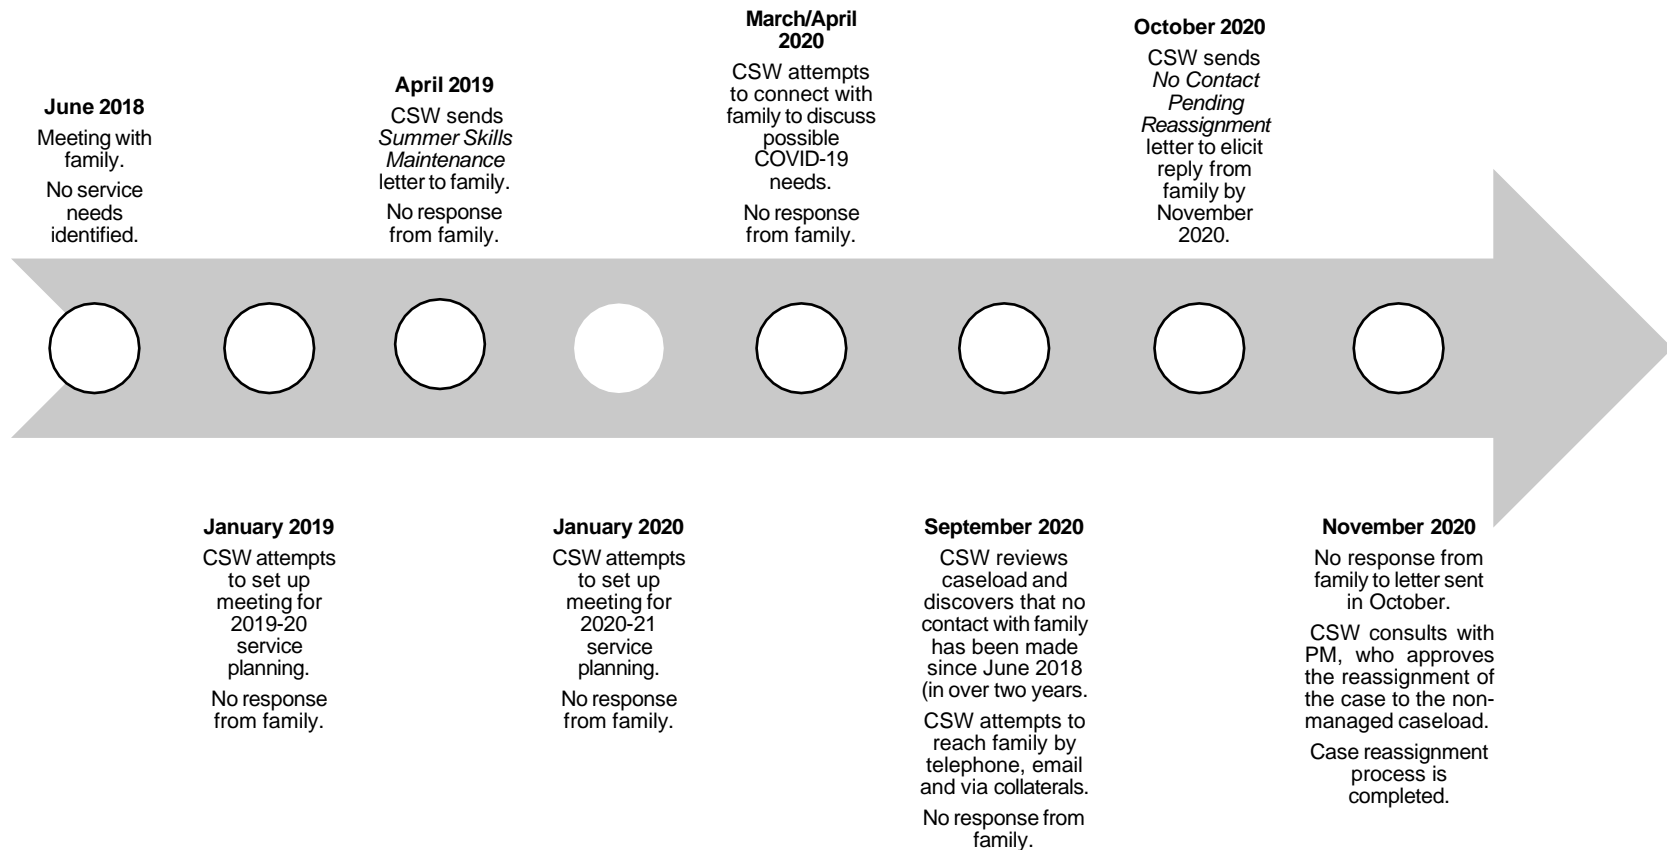 June 2018
Meeting with
family.
No service
needs
identified.
January 2019
CSW attempts
to set up
meeting for
2019-20
service
planning.
No response
from family.
April 2019
CSW sends
Summer Skills
Maintenance
letter to family.
No response
from family.
January 2020
CSW attempts
to set up
meeting for
2020-21
service
planning.
No response
from family.
March/April
2020
CSW attempts
to connect with
family to discuss
possible
COVID-19
needs.
No response
from family.
September 2020
CSW reviews
caseload and
discovers that no
contact with family
has been made
since June 2018
(in over two years.
CSW attempts to
reach family by
telephone, email
and via collaterals.
No response from
family.
October 2020
CSW sends
No Contact
Pending
Reassignment
letter to elicit
reply from
family by
November
2020.
November 2020
No response from
family to letter sent
in October.
CSW consults with
PM, who approves
the reassignment of
the case to the non-
managed caseload.
Case reassignment
process is
completed.